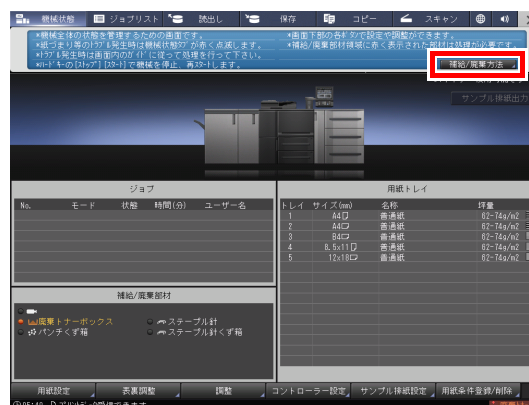 機械状態 ジョブリスト 読出し 保存 コピー スキャン
*機械全体の状態を管理するための画面です。
*紙づまり等のトラブル発生時は機械状態タブが赤く点滅します。
*トラブル発生時は画面内のガイドに従って処理を行って下さい。
*ハードキーの[ストップ][スタート]で機械を停止、再スタートします。
*画面下部の各ボタンで設定や調整ができます。
*補給/廃棄部材領域に赤く表示された部材は処理が必要です。
補給/廃棄方法
サンプル排紙出力
ジョブ
No. モード 状態 時間(分) ユーザー名
用紙トレイ
トレイ サイズ(mm) 名称 坪量
1 A4 普通紙 62-74g/m2
2 A4 普通紙 62-74g/m2
3 B4 普通紙 62-74g/m2
4 8.5x11 普通紙 62-74g/m2
5 12x18 普通紙 62-74g/m2
補給/廃棄部材
廃棄トナーボックス ステープル針
パンチくず箱 ステープル針くず箱
用紙設定 表裏調整 調整 コントローラー設定 サンプル排紙設定 用紙条件登録/削除